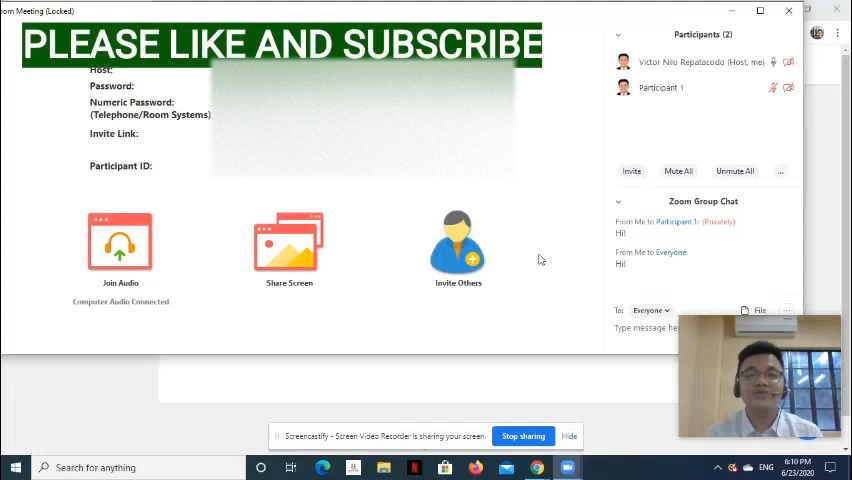 oom Meeting (Locked)
PLEASE LIKE AND SUBSCRIBE
Host:
Password:
Numeric Password:
(Telephone/Room Systems)
Invite Link:
Participant ID:
Join Audio
Computer Audio Connected
Share Screen
Invite Others
Participants (2)
Victor Nilo Repatacodo (Host, me)
Participant 1
Invite
Mute All
Unmute All
...
Zoom Group Chat
From Me to Participant 1: (Privately)
Hi!
From Me to Everyone:
Hi!
To: Everyone
File
...
Type message her
Screencastify - Screen Video Recorder is sharing your screen.
Stop sharing
Hide
Search for anything
N
ENG
6:10 PM
6/23/2020